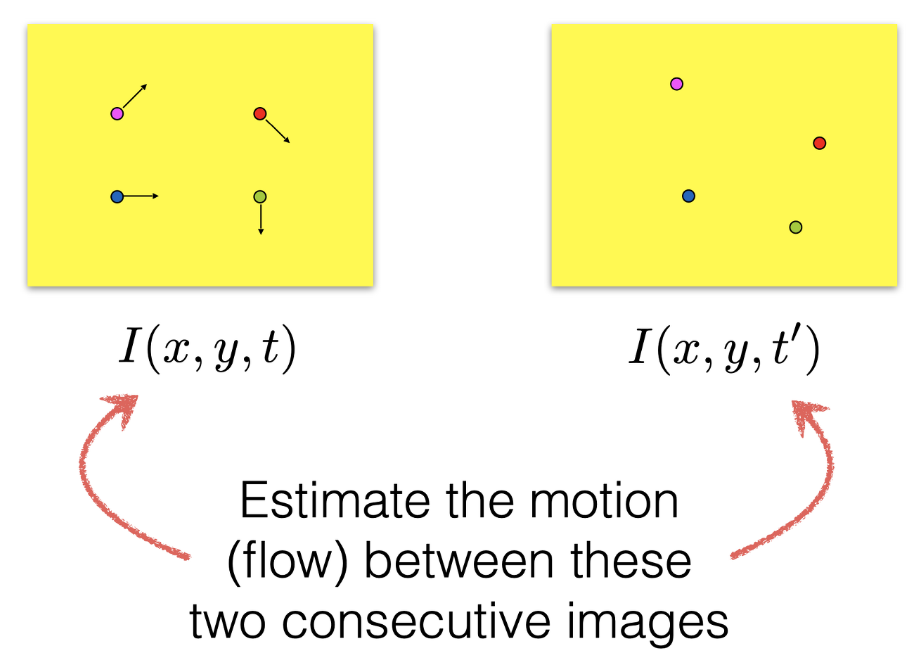 I(x, y, t)
I(x, y, t′)
Estimate the motion
(flow) between these
two consecutive images